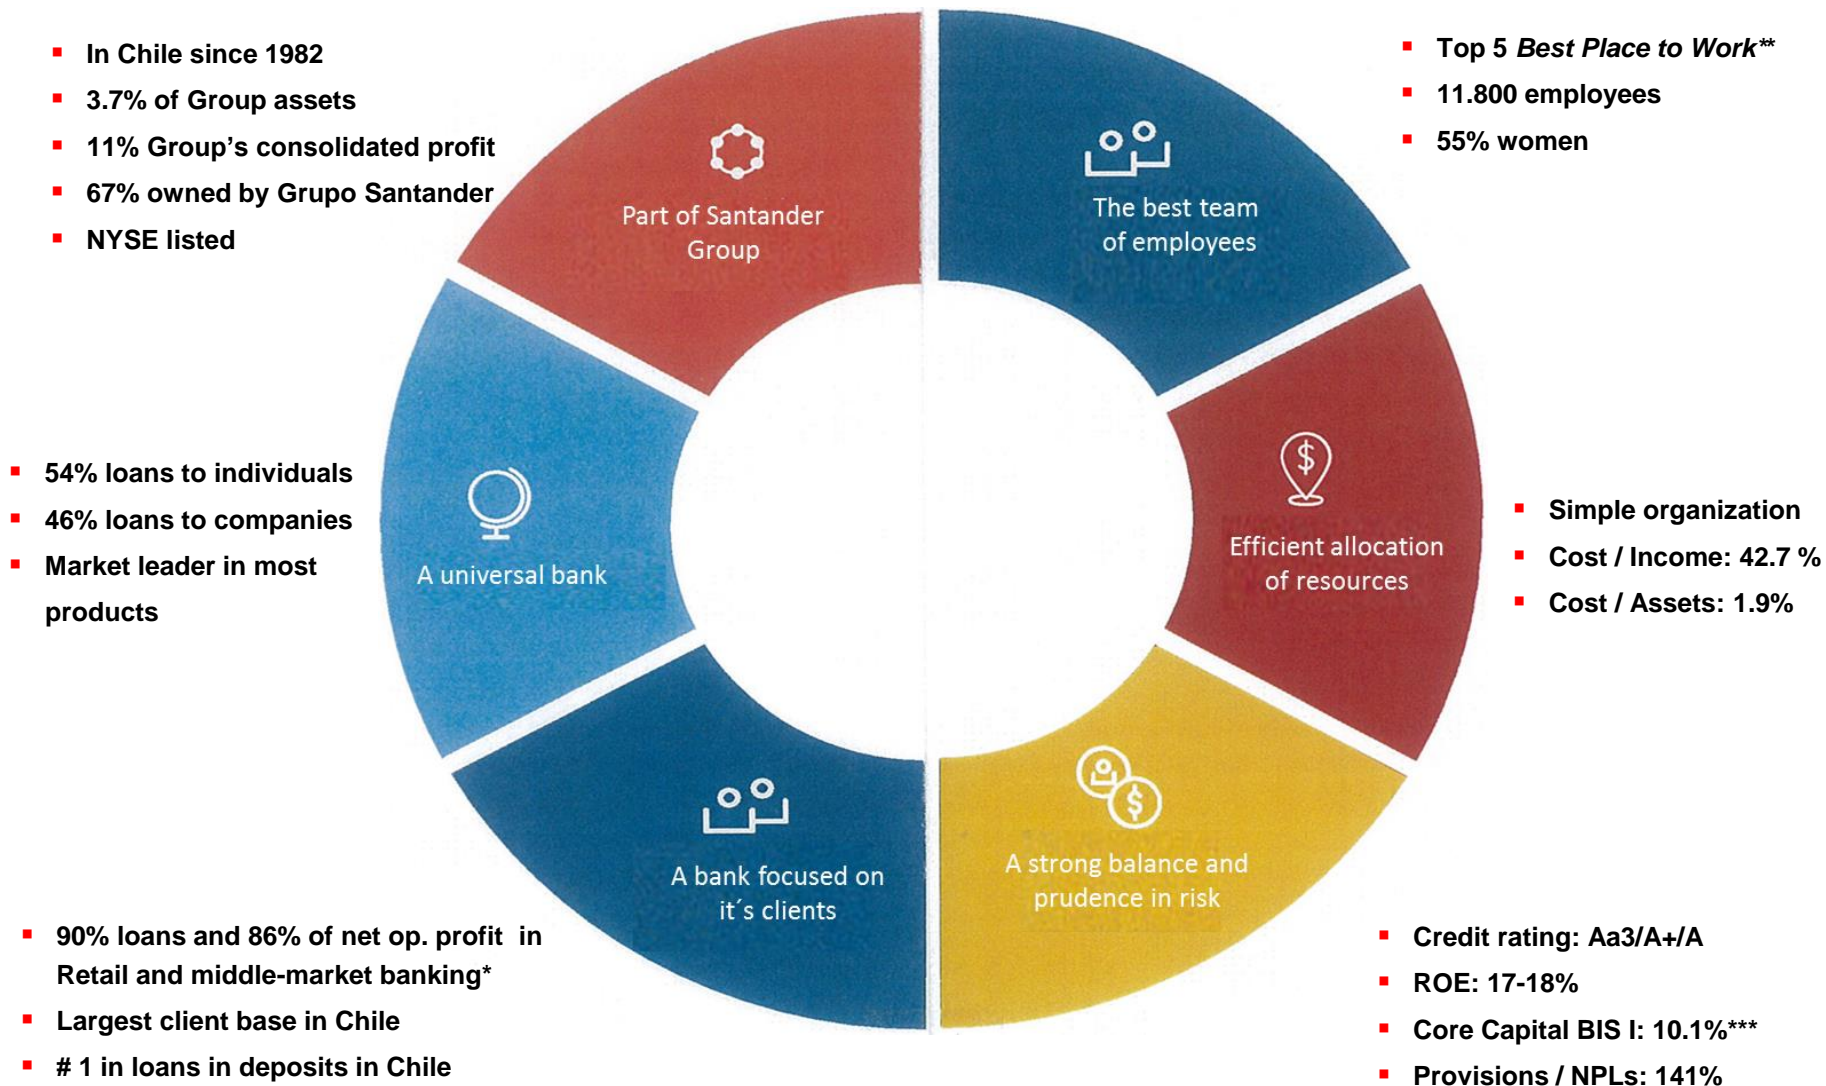 In Chile since 1982
3.7% of Group assets
11% Group's consolidated profit
67% owned by Grupo Santander
NYSE listed
Part of Santander
Group
Top 5 Best Place to Work**
11.800 employees
55% women
The best team
of employees
54% loans to individuals
46% loans to companies
Market leader in most
products
A universal bank
$
Efficient allocation
of resources
Simple organization
Cost / Income: 42.7 %
Cost / Assets: 1.9%
A bank focused on
it´s clients
90% loans and 86% of net op. profit in
Retail and middle-market banking*
Largest client base in Chile
# 1 in loans in deposits in Chile
$
A strong balance and
prudence in risk
Credit rating: Aa3/A+/A
ROE: 17-18%
Core Capital BIS I: 10.1%***
Provisions / NPLs: 141%